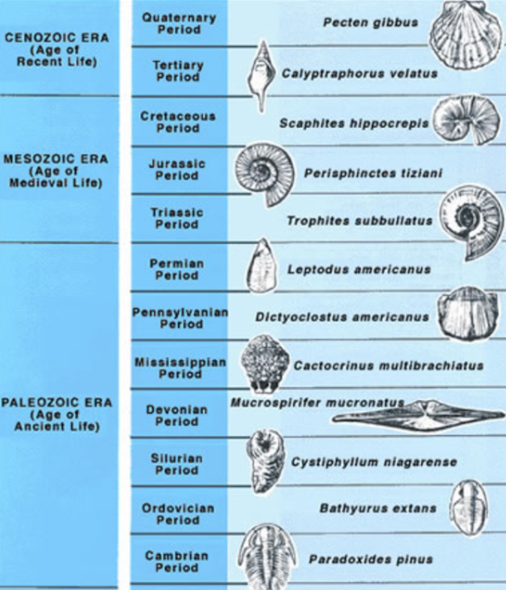 CENOZOIC ERA
(Age of
Recent Life)
Quaternary
Period
Pecten gibbus
Tertiary
Period
Calyptraphorus velatus
MESOZOIC ERA
(Age of
Medieval Life)
Cretaceous
Period
Scaphites hippocrepis
Jurassic
Period
Perisphinctes tiziani
Triassic
Period
Trophites subbullatus
PALEOZOIC ERA
(Age of
Ancient Life)
Permian
Period
Leptodus americanus
Pennsylvanian
Period
Dictyoclostus americanus
Mississippian
Period
Cactocrinus multibrachiatus
Devonian
Period
Mucrospirifer mucronatus
Silurian
Period
Cystiphyllum niagarense
Ordovician
Period
Bathyurus extans
Cambrian
Period
Paradoxides pinus